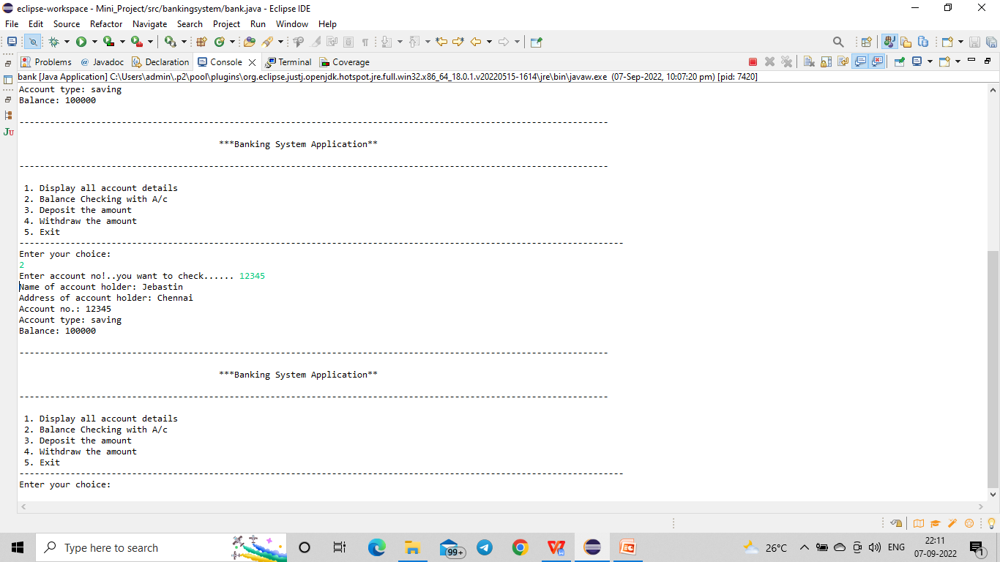 eclipse-workspace - Mini_Project/src/bankingsystem/bank.java - Eclipse IDE
File Edit Source Refactor Navigate Search Project Run Window Help
Problems @ Javadoc Declaration Console Terminal Coverage
bank [Java Application] C:\Users\admin\.p2\pool\plugins\org.eclipse.justj.openjdk.hotspot.jre.full.win32.x86_64_18.0.1.v20220515-1614\jre\bin\javaw.exe (07-Sep-2022, 10:07:20 pm) [pid: 7420]
Account type: saving
Balance: 100000
-------------------------------------------------------------------------------------------------------------------
***Banking System Application**
-------------------------------------------------------------------------------------------------------------------
1. Display all account details
2. Balance Checking with A/c
3. Deposit the amount
4. Withdraw the amount
5. Exit
----------------------------------------------------------------------------------------------------------------------
Enter your choice:
2
Enter account no!..you want to check...... 12345
Name of account holder: Jebastin
Address of account holder: Chennai
Account no.: 12345
Account type: saving
Balance: 100000
-------------------------------------------------------------------------------------------------------------------
***Banking System Application**
-------------------------------------------------------------------------------------------------------------------
1. Display all account details
2. Balance Checking with A/c
3. Deposit the amount
4. Withdraw the amount
5. Exit
----------------------------------------------------------------------------------------------------------------------
Enter your choice:
Type here to search
99+
26°C
ENG
22:11
07-09-2022
1